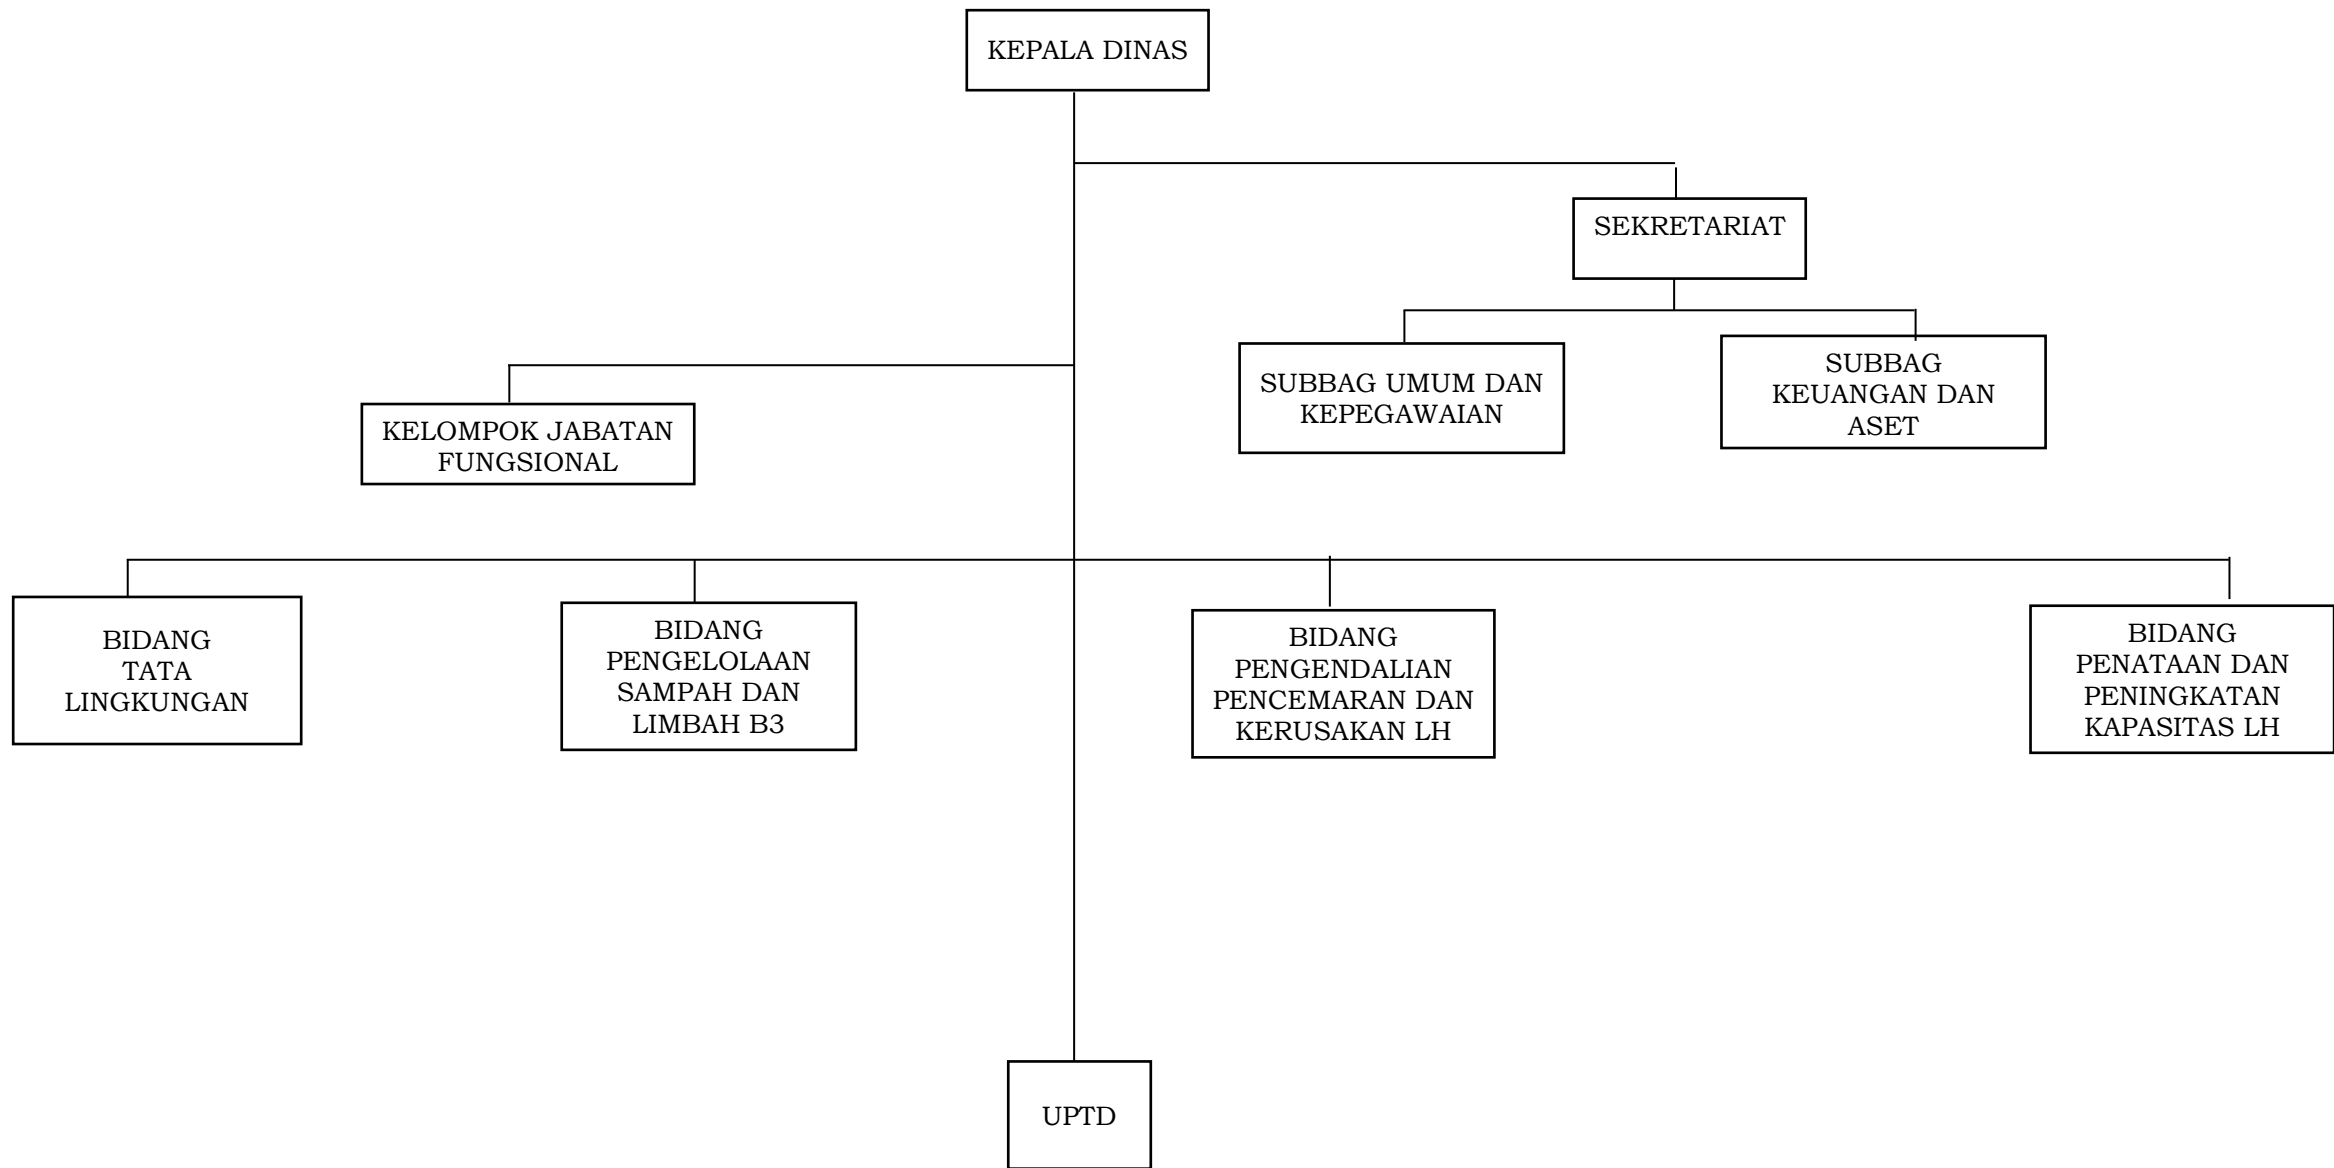 KEPALA DINAS
SEKRETARIAT
SUBBAG UMUM DAN
KEPEGAWAIAN
SUBBAG
KEUANGAN DAN
ASET
KELOMPOK JABATAN
FUNGSIONAL
BIDANG
TATA
LINGKUNGAN
BIDANG
PENGELOLAAN
SAMPAH DAN
LIMBAH B3
BIDANG
PENGENDALIAN
PENCEMARAN DAN
KERUSAKAN LH
BIDANG
PENATAAN DAN
PENINGKATAN
KAPASITAS LH
UPTD